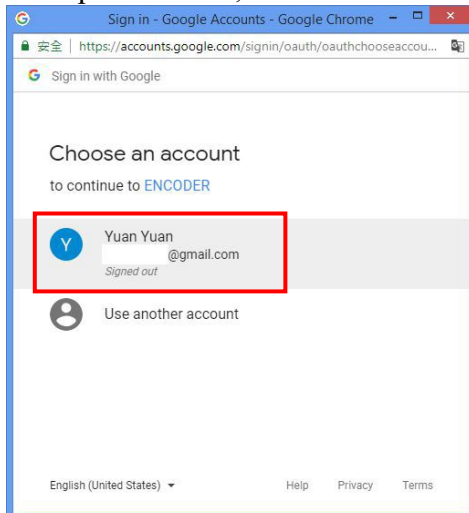 Sign in - Google Accounts - Google Chrome
安全 | https://accounts.google.com/signin/oauth/oauthchooseaccou...
G Sign in with Google
Choose an account
to continue to ENCODER
Y Yuan Yuan
@gmail.com
Signed out
Use another account
English (United States) Help Privacy Terms